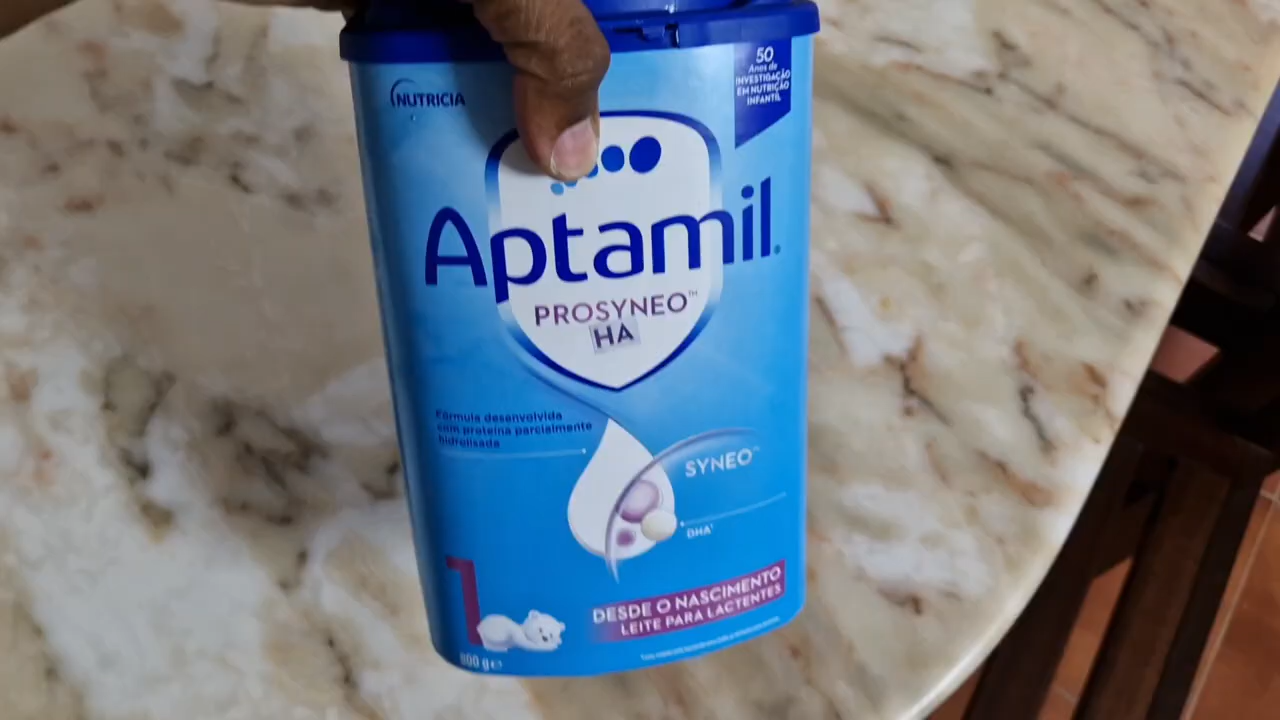 NUTRICIA
50
Anos de
INVESTIGAÇÃO
EM NUTRIÇÃO
INFANTIL
Aptamil
PROSYNEO™
HA
Fórmula desenvolvida
com proteína parcialmente
hidrolisada
SYNEO™
DHA¹
1
DESDE O NASCIMENTO
LEITE PARA LACTENTES
800 g e